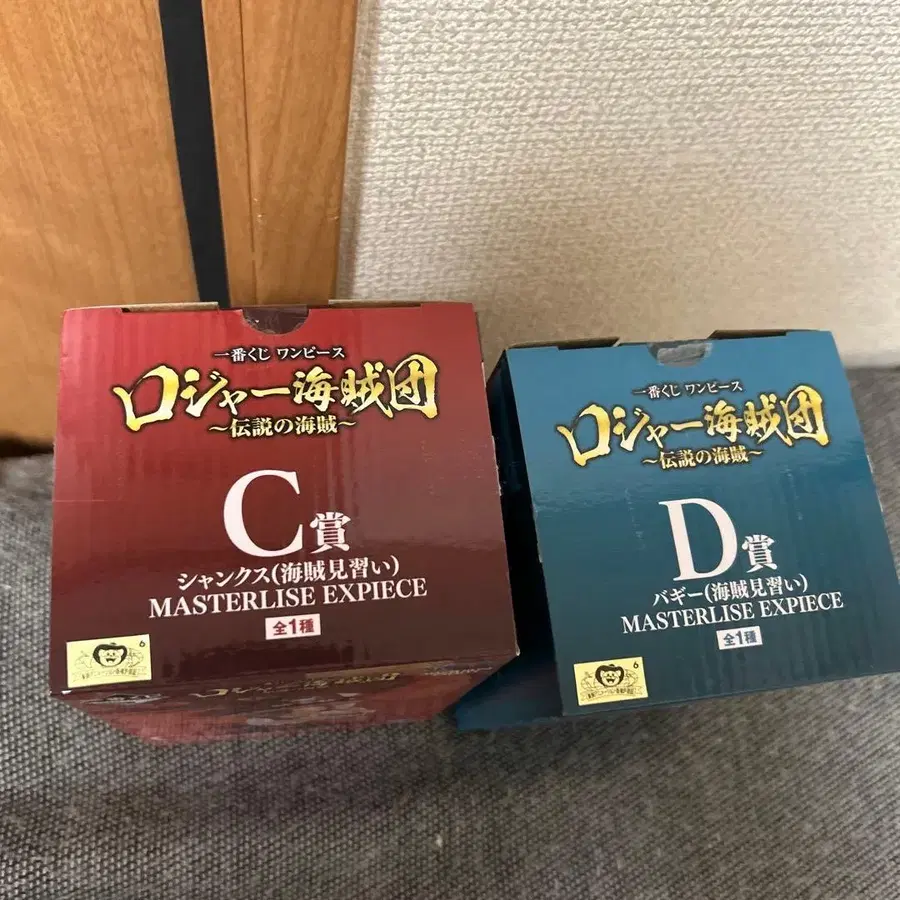 一番くじ ワンピース
ロジャー海賊団
～伝説の海賊～
C賞
シャンクス(海賊見習い)
MASTERLISE EXPIECE
全1種
6
一番くじ ワンピース
ロジャー海賊団
～伝説の海賊～
D賞
バギー(海賊見習い)
MASTERLISE EXPIECE
全1種
6